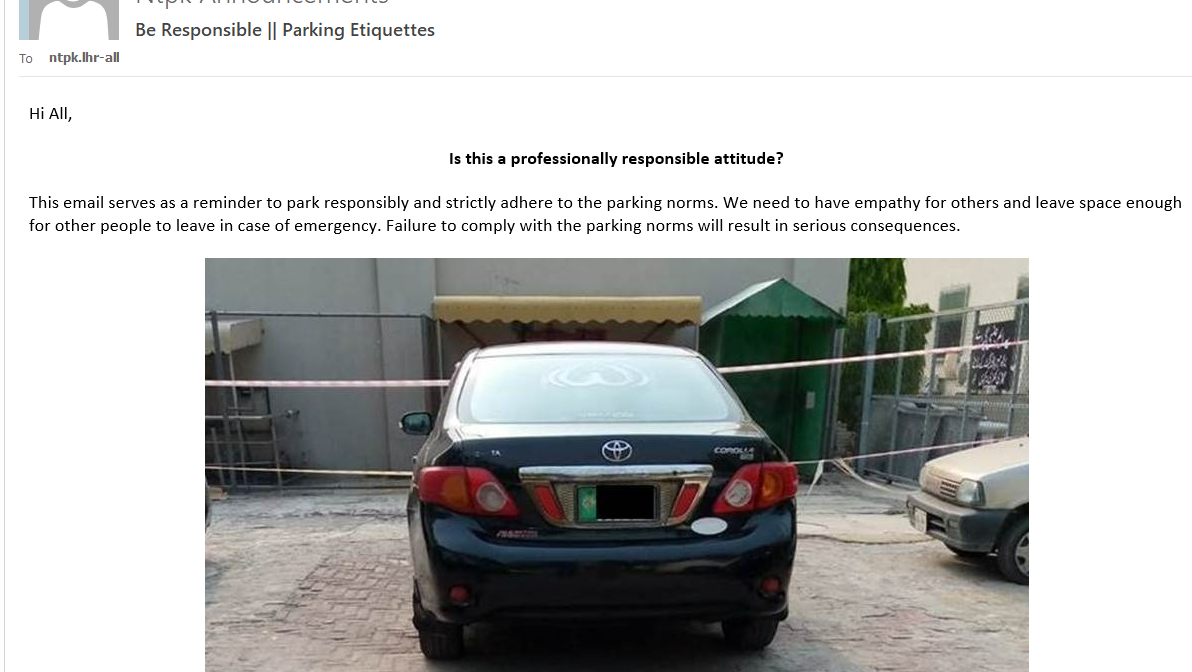 Ntpk Announcements
Be Responsible || Parking Etiquettes
To ntpk.lhr-all
Hi All,
Is this a professionally responsible attitude?
This email serves as a reminder to park responsibly and strictly adhere to the parking norms. We need to have empathy for others and leave space enough
for other people to leave in case of emergency. Failure to comply with the parking norms will result in serious consequences.
COROLLA